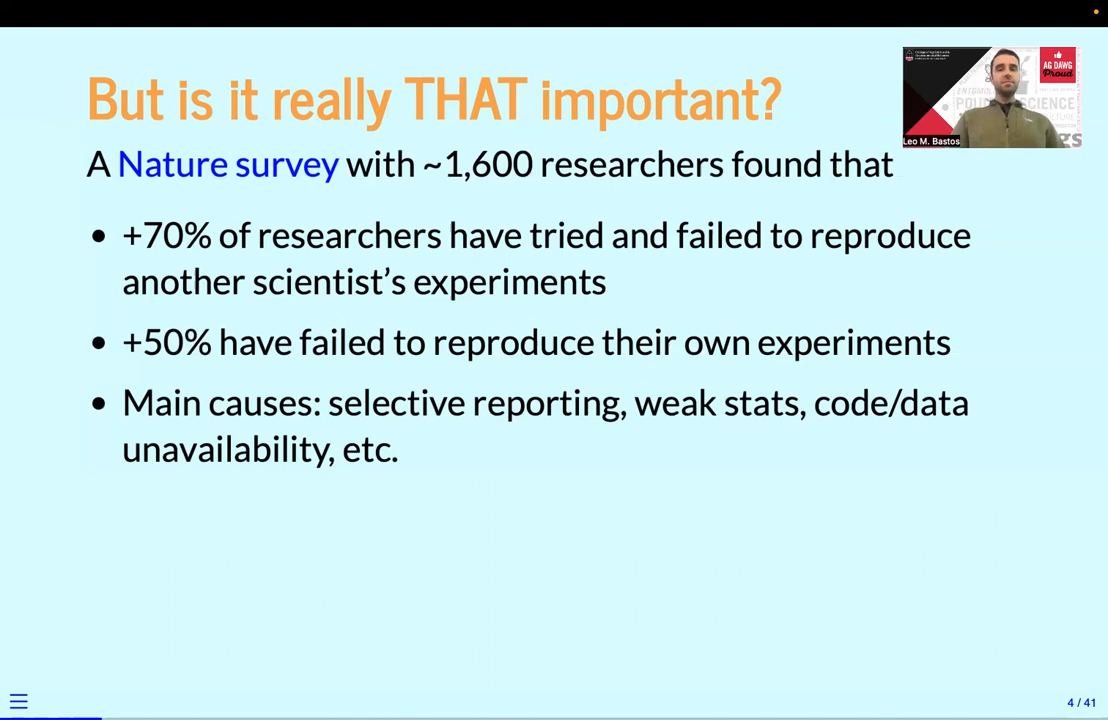 But is it really THAT important?
A Nature survey with ~1,600 researchers found that
• +70% of researchers have tried and failed to reproduce
another scientist’s experiments
• +50% have failed to reproduce their own experiments
• Main causes: selective reporting, weak stats, code/data
unavailability, etc.
AG DAWG
Proud
Leo M. Bastos
4 / 41